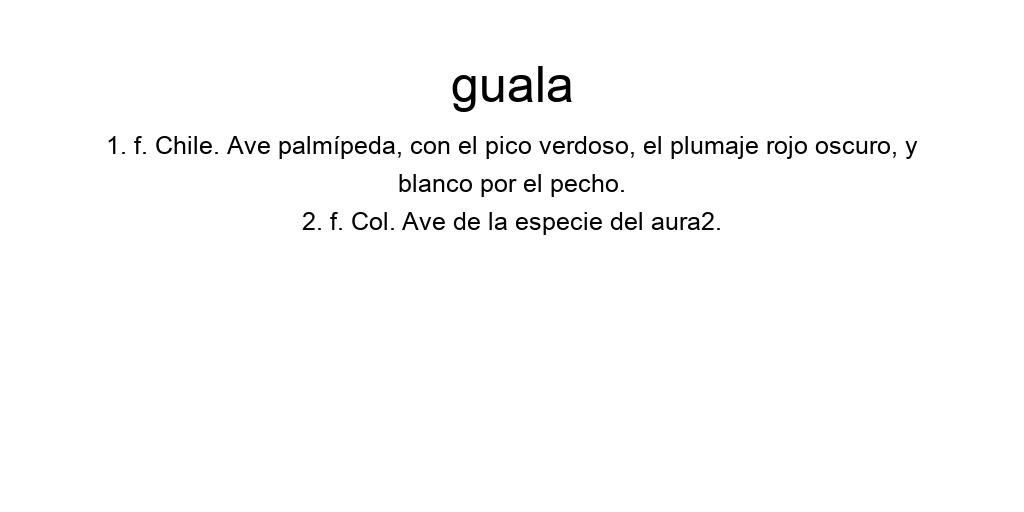 guala
1. f. Chile. Ave palmípeda, con el pico verdoso, el plumaje rojo oscuro, y
blanco por el pecho.
2. f. Col. Ave de la especie del aura2.